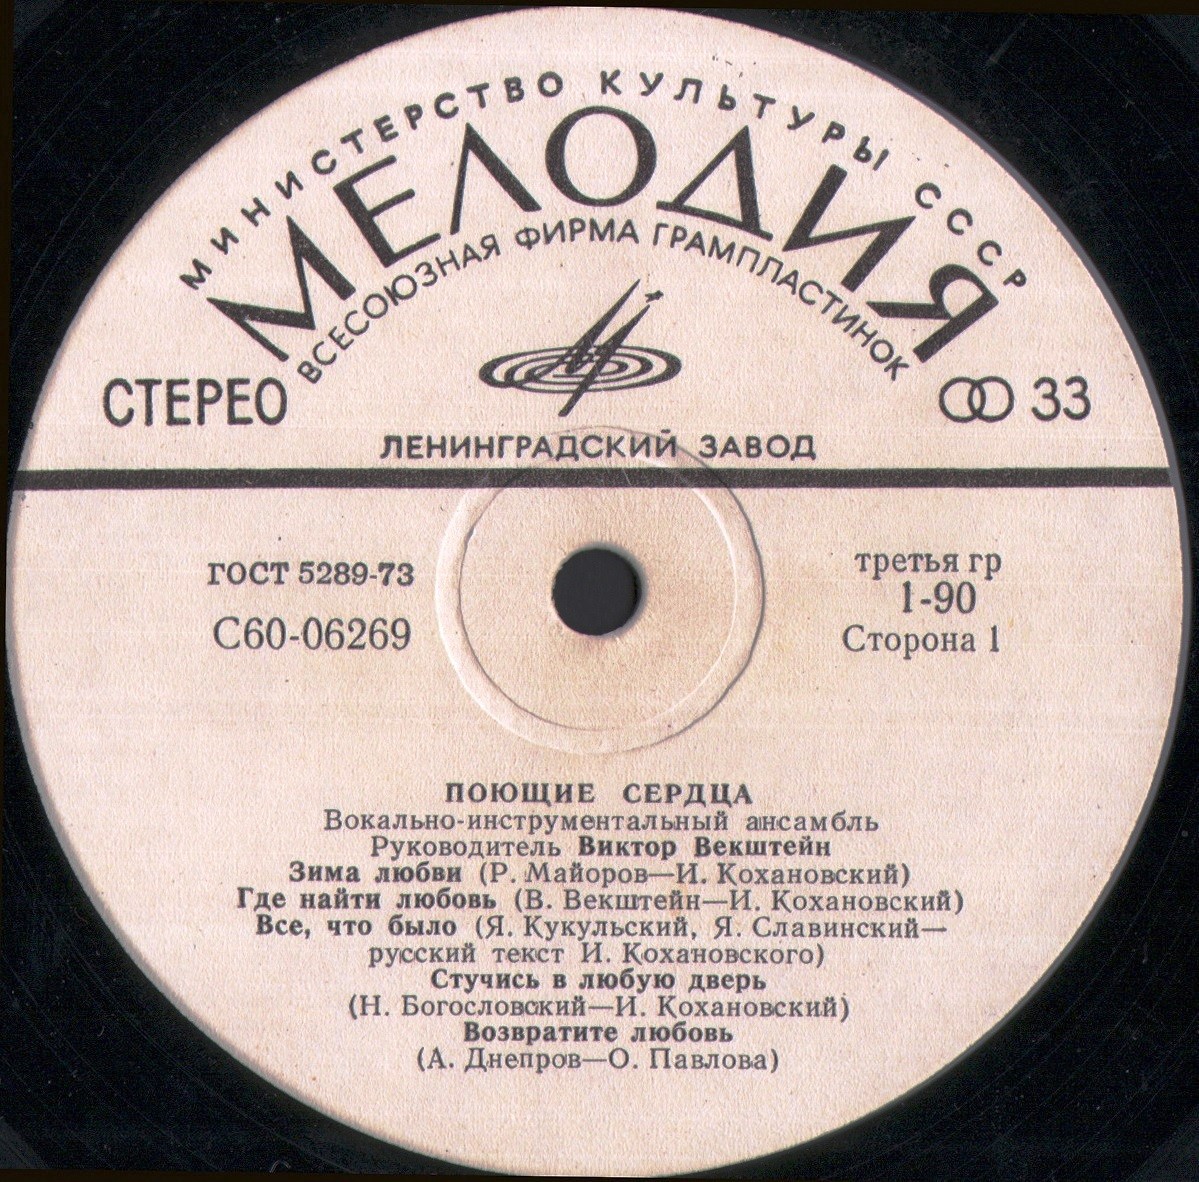 МИНИСТЕРСТВО КУЛЬТУРЫ СССР
МЕЛОДИЯ
ВСЕСОЮЗНАЯ ФИРМА ГРАМПЛАСТИНОК
СТЕРЕО
33
ЛЕНИНГРАДСКИЙ ЗАВОД
ГОСТ 5289-73
С60-06269
третья гр
1-90
Сторона 1
ПОЮЩИЕ СЕРДЦА
Вокально-инструментальный ансамбль
Руководитель Виктор Векштейн
Зима любви (Р. Майоров—И. Кохановский)
Где найти любовь (В. Векштейн—И. Кохановский)
Все, что было (Я. Кукульский, Я. Славинский—
русский текст И. Кохановского)
Стучись в любую дверь
(Н. Богословский—И. Кохановский)
Возвратите любовь
(А. Днепров—О. Павлова)